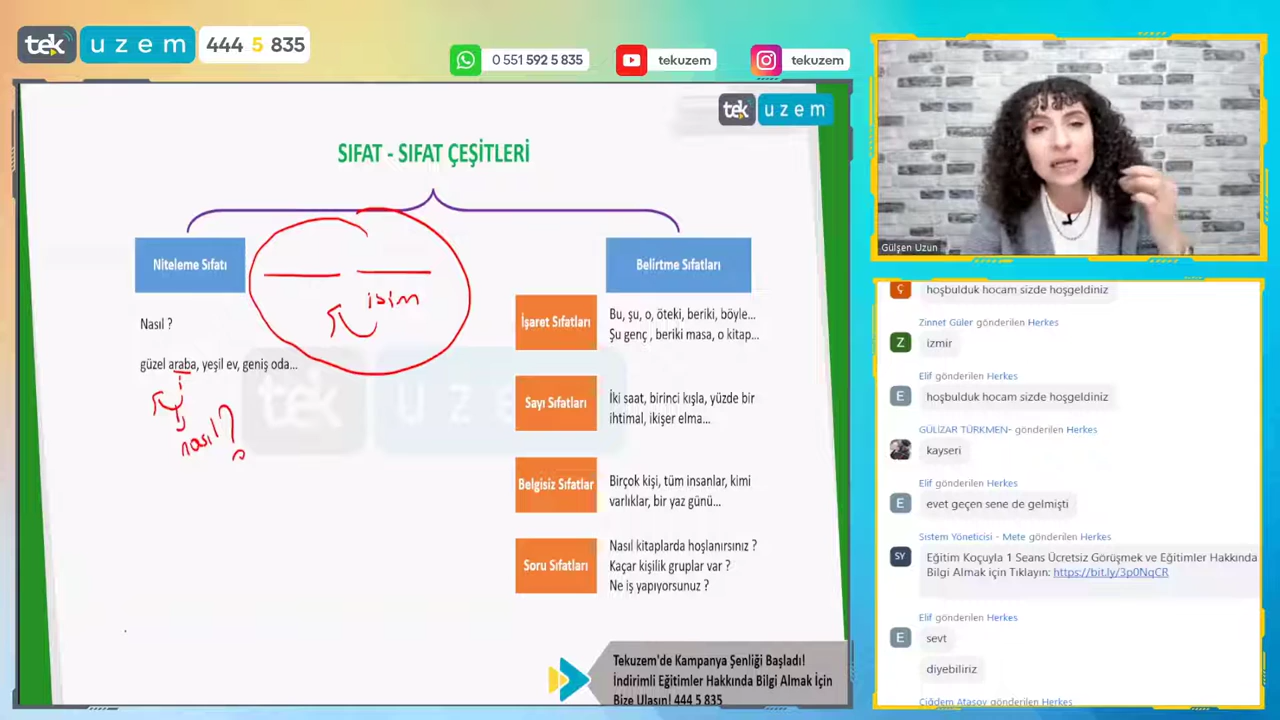 tek
uzem
444 5 835
0 551 592 5 835
tekuzem
tekuzem
tek uzem
SIFAT - SIFAT ÇEŞİTLERİ
Niteleme Sıfatı
isim
Nasıl ?
güzel araba, yeşil ev, geniş oda...
i
nasıl?
tek uzem
Belirtme Sıfatları
İşaret Sıfatları
Bu, şu, o, öteki, beriki, böyle...
Şu genç , beriki masa, o kitap...
Sayı Sıfatları
İki saat, birinci kışla, yüzde bir
ihtimal, ikişer elma...
Belgisiz Sıfatlar
Birçok kişi, tüm insanlar, kimi
varlıklar, bir yaz günü...
Soru Sıfatları
Nasıl kitaplarda hoşlanırsınız ?
Kaçar kişilik gruplar var ?
Ne iş yapıyorsunuz ?
Tekuzem'de Kampanya Şenliği Başladı!
İndirimli Eğitimler Hakkında Bilgi Almak İçin
Bize Ulaşın! 444 5 835
Gülşen Uzun
Ç
hoşbulduk hocam sizde hoşgeldiniz
Zinnet Güler gönderilen Herkes
Z
izmir
Elif gönderilen Herkes
E
hoşbulduk hocam sizde hoşgeldiniz
GÜLİZAR TÜRKMEN- gönderilen Herkes
kayseri
Elif gönderilen Herkes
E
evet geçen sene de gelmişti
Sistem Yöneticisi - Mete gönderilen Herkes
SY
Eğitim Koçuyla 1 Seans Ücretsiz Görüşmek ve Eğitimler Hakkında
Bilgi Almak için Tıklayın: https://bit.ly/3p0NqCR
Elif gönderilen Herkes
E
sevt
diyebiliriz
Çiğdem Atasoy gönderilen Herkes